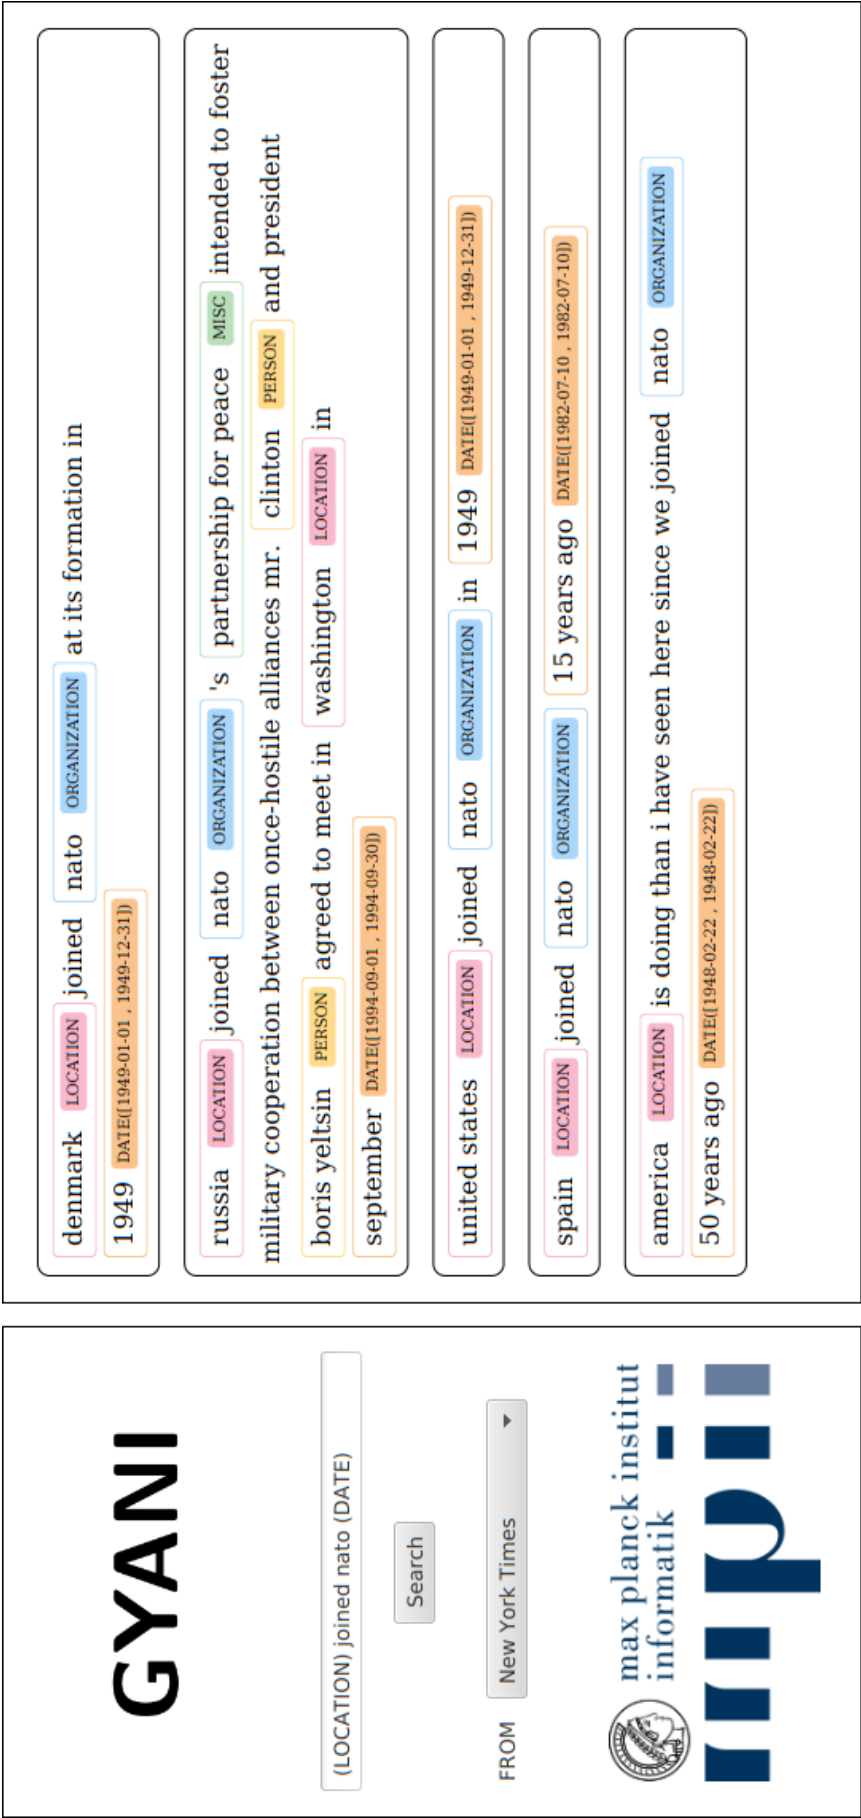 GYANI
(LOCATION) joined nato (DATE)
Search
FROM New York Times
max planck institut
informatik
mpi
denmark LOCATION joined nato ORGANIZATION at its formation in
1949 DATE([1949-01-01 , 1949-12-31])
russia LOCATION joined nato ORGANIZATION 's partnership for peace MISC intended to foster
military cooperation between once-hostile alliances mr. clinton PERSON and president
boris yeltsin PERSON agreed to meet in washington LOCATION in
september DATE([1994-09-01 , 1994-09-30])
united states LOCATION joined nato ORGANIZATION in 1949 DATE([1949-01-01 , 1949-12-31])
spain LOCATION joined nato ORGANIZATION 15 years ago DATE([1982-07-10 , 1982-07-10])
america LOCATION is doing than i have seen here since we joined nato ORGANIZATION
50 years ago DATE([1948-02-22 , 1948-02-22])